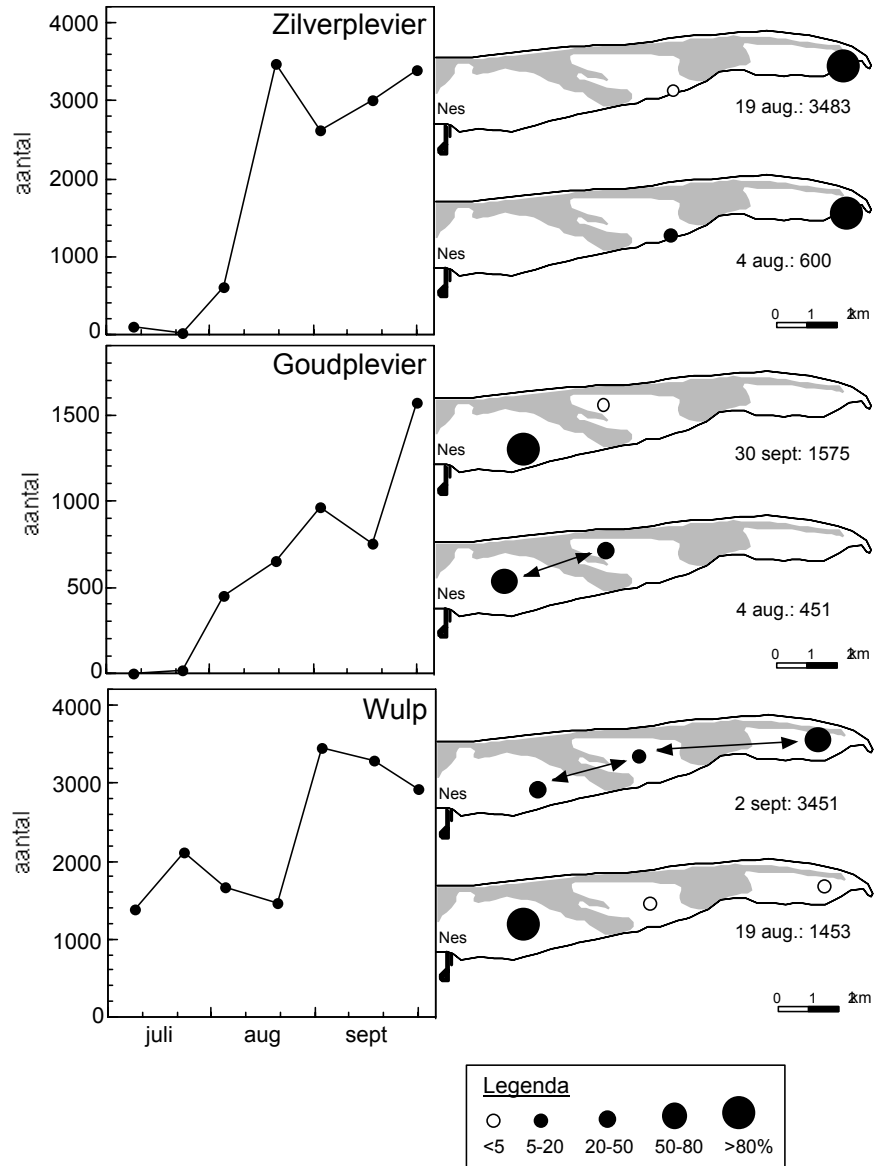 Zilverplevier
4000
3000
2000
1000
0
aantal
Nes
19 aug.: 3483
Nes
4 aug.: 600
0 1 2 km
Goudplevier
1500
1000
500
0
aantal
Nes
30 sept: 1575
Nes
4 aug.: 451
0 1 2 km
Wulp
4000
3000
2000
1000
0
aantal
juli aug sept
Nes
2 sept: 3451
Nes
19 aug.: 1453
0 1 2 km
Legenda
<5 5-20 20-50 50-80 >80%